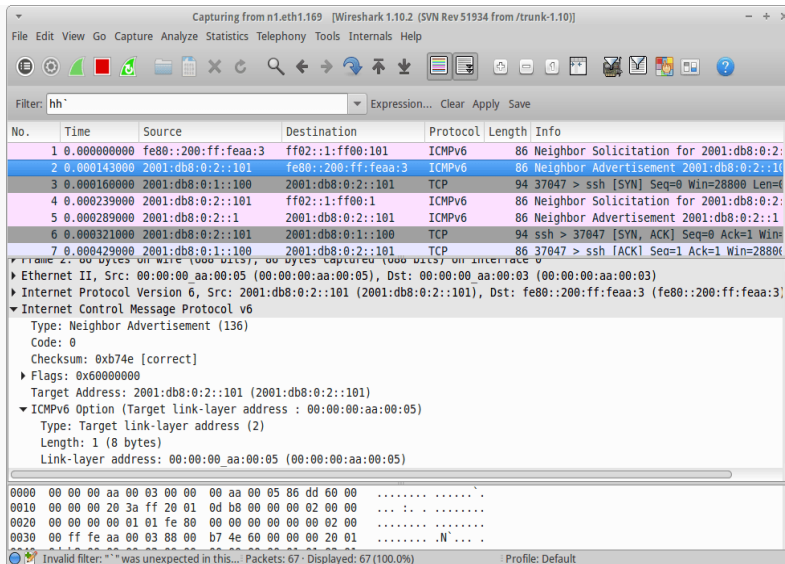 Capturing from n1.eth1.169 [Wireshark 1.10.2 (SVN Rev 51934 from /trunk-1.10)]
File Edit View Go Capture Analyze Statistics Telephony Tools Internals Help
Filter: hh` Expression... Clear Apply Save
No. Time Source Destination Protocol Length Info
1 0.000000000 fe80::200:ff:feaa:3 ff02::1:ff00:101 ICMPv6 86 Neighbor Solicitation for 2001:db8:0:2:
2 0.000143000 2001:db8:0:2::101 fe80::200:ff:feaa:3 ICMPv6 86 Neighbor Advertisement 2001:db8:0:2::10
3 0.000160000 2001:db8:0:1::100 2001:db8:0:2::101 TCP 94 37047 > ssh [SYN] Seq=0 Win=28800 Len=0
4 0.000239000 2001:db8:0:2::101 ff02::1:ff00:1 ICMPv6 86 Neighbor Solicitation for 2001:db8:0:2:
5 0.000289000 2001:db8:0:2::1 2001:db8:0:2::101 ICMPv6 86 Neighbor Advertisement 2001:db8:0:2::1
6 0.000321000 2001:db8:0:2::101 2001:db8:0:1::100 TCP 94 ssh > 37047 [SYN, ACK] Seq=0 Ack=1 Win=
7 0.000429000 2001:db8:0:1::100 2001:db8:0:2::101 TCP 86 37047 > ssh [ACK] Seq=1 Ack=1 Win=28800
Frame 2: 86 bytes on wire (688 bits), 86 bytes captured (688 bits) on interface 0
Ethernet II, Src: 00:00:00_aa:00:05 (00:00:00:aa:00:05), Dst: 00:00:00_aa:00:03 (00:00:00:aa:00:03)
Internet Protocol Version 6, Src: 2001:db8:0:2::101 (2001:db8:0:2::101), Dst: fe80::200:ff:feaa:3 (fe80::200:ff:feaa:3)
Internet Control Message Protocol v6
Type: Neighbor Advertisement (136)
Code: 0
Checksum: 0xb74e [correct]
Flags: 0x60000000
Target Address: 2001:db8:0:2::101 (2001:db8:0:2::101)
ICMPv6 Option (Target link-layer address : 00:00:00:aa:00:05)
Type: Target link-layer address (2)
Length: 1 (8 bytes)
Link-layer address: 00:00:00_aa:00:05 (00:00:00:aa:00:05)
0000 00 00 00 aa 00 03 00 00 00 aa 00 05 86 dd 60 00 ........ ......`.
0010 00 00 00 20 3a ff 20 01 0d b8 00 00 00 02 00 00 ... :. . ........
0020 00 00 00 00 01 01 fe 80 00 00 00 00 00 00 02 00 ........ ........
0030 00 ff fe aa 00 03 88 00 b7 4e 60 00 00 00 20 01 ........ .N`... .
Invalid filter: "`" was unexpected in this... Packets: 67 · Displayed: 67 (100.0%) Profile: Default